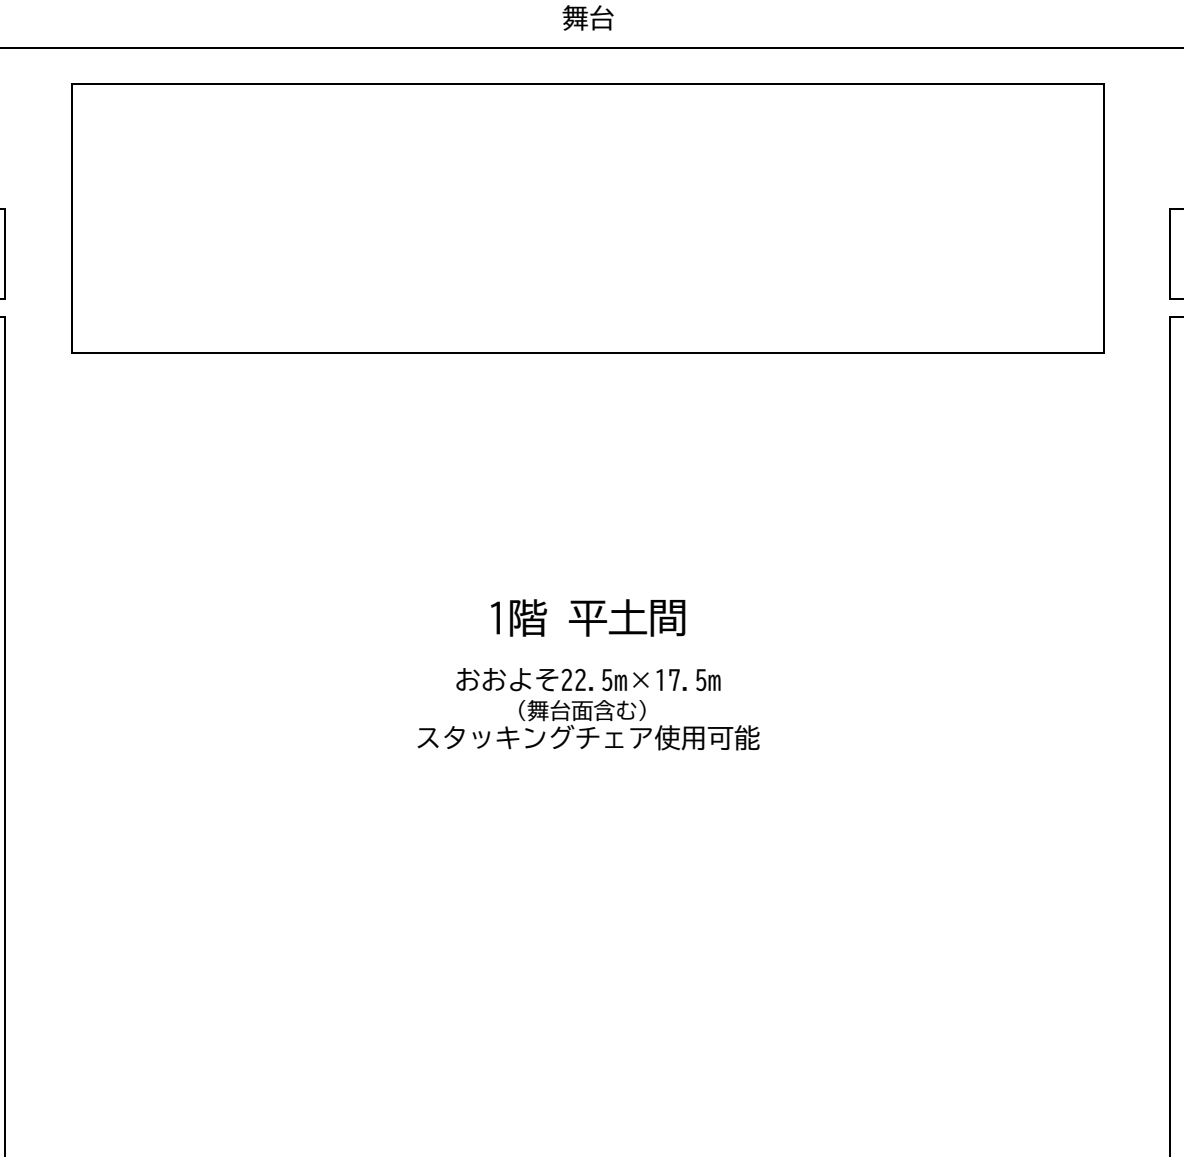 舞台
1階 平土間
おおよそ22.5m×17.5m
（舞台面含む）
スタッキングチェア使用可能